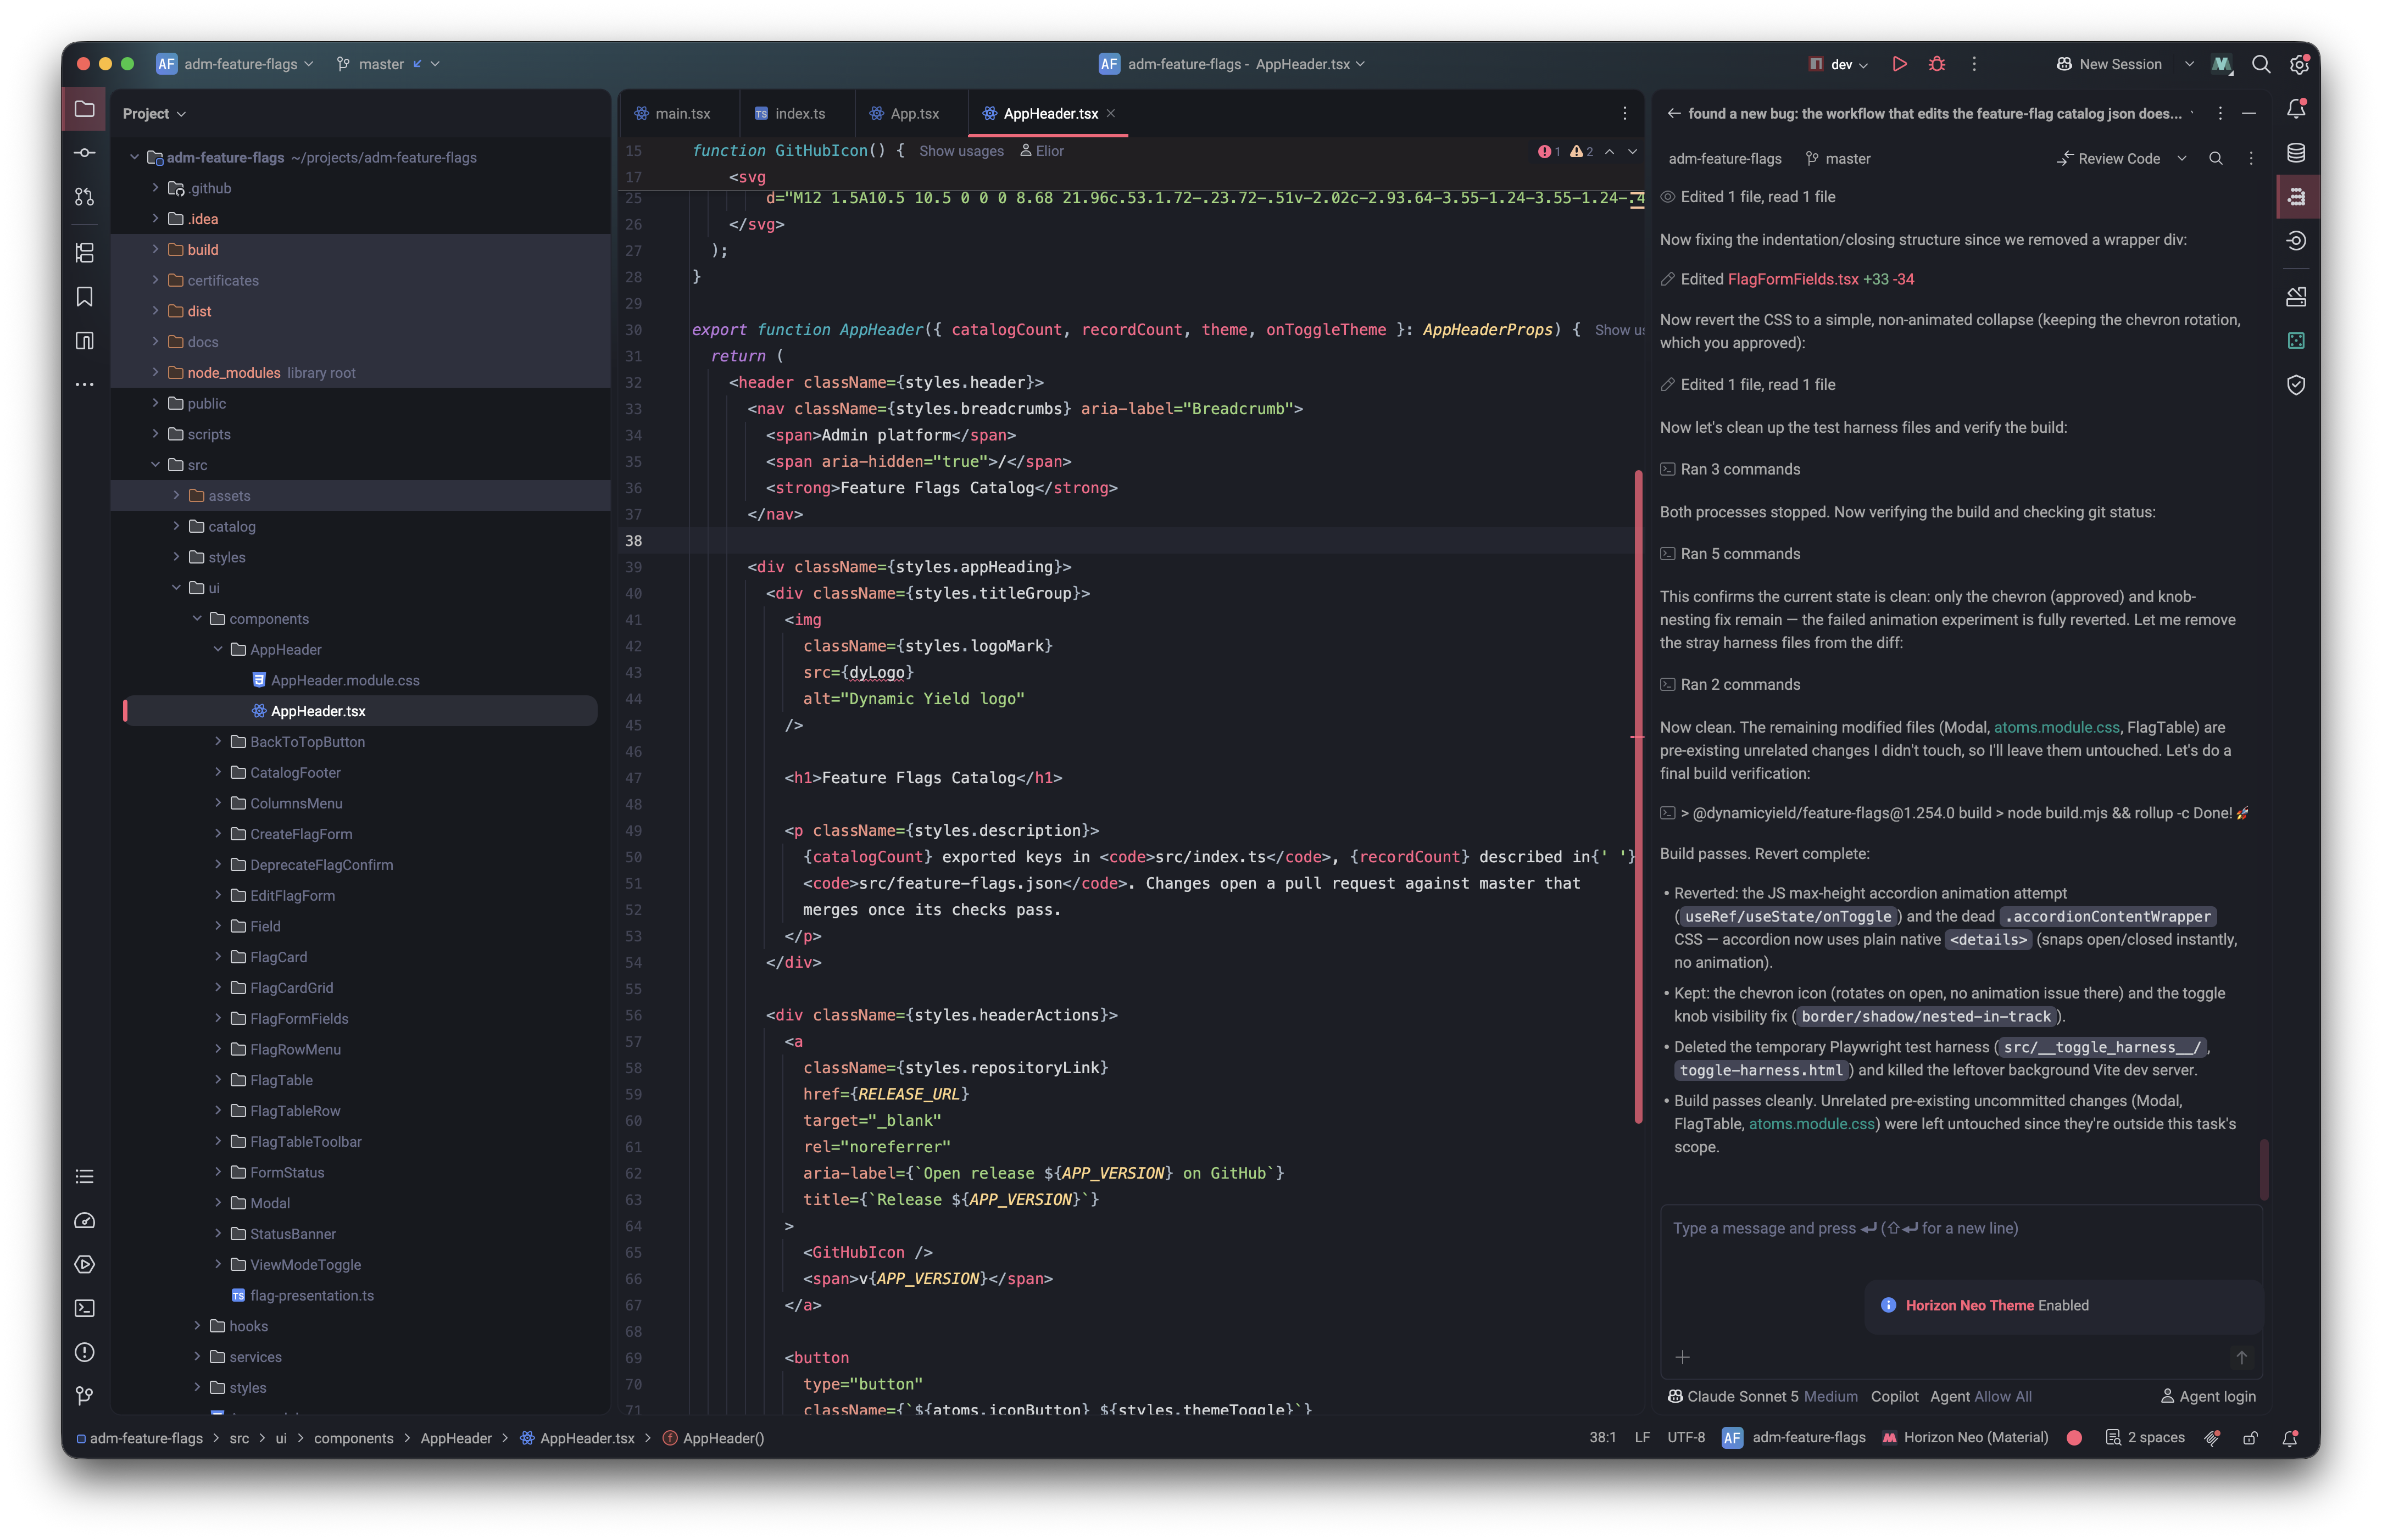 AF adm-feature-flags master
AF adm-feature-flags - AppHeader.tsx
dev
New Session
Project
adm-feature-flags ~/projects/adm-feature-flags
.github
.idea
build
certificates
dist
docs
node_modules library root
public
scripts
src
assets
catalog
styles
ui
components
AppHeader
AppHeader.module.css
AppHeader.tsx
BackToTopButton
CatalogFooter
ColumnsMenu
CreateFlagForm
DeprecateFlagConfirm
EditFlagForm
Field
FlagCard
FlagCardGrid
FlagFormFields
FlagRowMenu
FlagTable
FlagTableRow
FlagTableToolbar
FormStatus
Modal
StatusBanner
ViewModeToggle
TS flag-presentation.ts
hooks
services
styles
main.tsx
TS index.ts
App.tsx
AppHeader.tsx
15 function GitHubIcon() { Show usages Elior
1 2
17 <svg
25 d="M12 1.5A10.5 10.5 0 0 0 8.68 21.96c.53.1.72-.23.72-.51v-2.02c-2.93.64-3.55-1.24-3.55-1.24-.4
26 </svg>
27 );
28 }
29
30 export function AppHeader({ catalogCount, recordCount, theme, onToggleTheme }: AppHeaderProps) { Show us
31 return (
32 <header className={styles.header}>
33 <nav className={styles.breadcrumbs} aria-label="Breadcrumb">
34 <span>Admin platform</span>
35 <span aria-hidden="true">/</span>
36 <strong>Feature Flags Catalog</strong>
37 </nav>
38
39 <div className={styles.appHeading}>
40 <div className={styles.titleGroup}>
41 <img
42 className={styles.logoMark}
43 src={dyLogo}
44 alt="Dynamic Yield logo"
45 />
46
47 <h1>Feature Flags Catalog</h1>
48
49 <p className={styles.description}>
50 {catalogCount} exported keys in <code>src/index.ts</code>, {recordCount} described in{' '}
51 <code>src/feature-flags.json</code>. Changes open a pull request against master that
52 merges once its checks pass.
53 </p>
54 </div>
55
56 <div className={styles.headerActions}>
57 <a
58 className={styles.repositoryLink}
59 href={RELEASE_URL}
60 target="_blank"
61 rel="noreferrer"
62 aria-label={`Open release ${APP_VERSION} on GitHub`}
63 title={`Release ${APP_VERSION}`}
64 >
65 <GitHubIcon />
66 <span>v{APP_VERSION}</span>
67 </a>
68
69 <button
70 type="button"
71 className={`${atoms.iconButton} ${styles.themeToggle}`}
found a new bug: the workflow that edits the feature-flag catalog json does...
adm-feature-flags master
Review Code
Edited 1 file, read 1 file
Now fixing the indentation/closing structure since we removed a wrapper div:
Edited FlagFormFields.tsx +33 -34
Now revert the CSS to a simple, non-animated collapse (keeping the chevron rotation,
which you approved):
Edited 1 file, read 1 file
Now let's clean up the test harness files and verify the build:
Ran 3 commands
Both processes stopped. Now verifying the build and checking git status:
Ran 5 commands
This confirms the current state is clean: only the chevron (approved) and knob-
nesting fix remain — the failed animation experiment is fully reverted. Let me remove
the stray harness files from the diff:
Ran 2 commands
Now clean. The remaining modified files (Modal, atoms.module.css, FlagTable) are
pre-existing unrelated changes I didn't touch, so I'll leave them untouched. Let's do a
final build verification:
> @dynamicyield/feature-flags@1.254.0 build > node build.mjs && rollup -c Done! 🚀
Build passes. Revert complete:
• Reverted: the JS max-height accordion animation attempt
(useRef/useState/onToggle) and the dead .accordionContentWrapper
CSS — accordion now uses plain native <details> (snaps open/closed instantly,
no animation).
• Kept: the chevron icon (rotates on open, no animation issue there) and the toggle
knob visibility fix (border/shadow/nested-in-track).
• Deleted the temporary Playwright test harness (src/__toggle_harness__/,
toggle-harness.html) and killed the leftover background Vite dev server.
• Build passes cleanly. Unrelated pre-existing uncommitted changes (Modal,
FlagTable, atoms.module.css) were left untouched since they're outside this task's
scope.
Type a message and press ⏎ (⇧⏎ for a new line)
Horizon Neo Theme Enabled
Claude Sonnet 5 Medium Copilot Agent Allow All
Agent login
adm-feature-flags > src > ui > components > AppHeader > AppHeader.tsx > AppHeader()
38:1 LF UTF-8 AF adm-feature-flags Horizon Neo (Material) 2 spaces